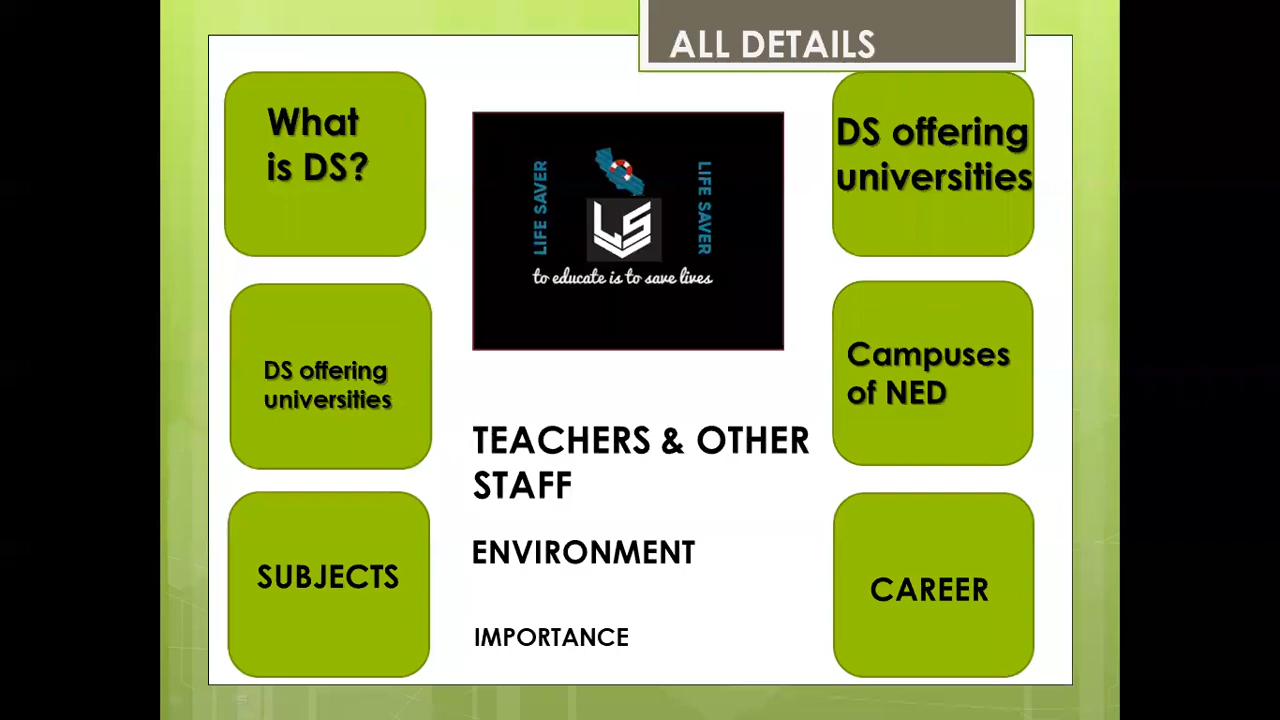 ALL DETAILS
What
is DS?
DS offering
universities
LIFE SAVER
LIFE SAVER
LS
to educate is to save lives
DS offering
universities
Campuses
of NED
TEACHERS & OTHER
STAFF
ENVIRONMENT
IMPORTANCE
SUBJECTS
CAREER